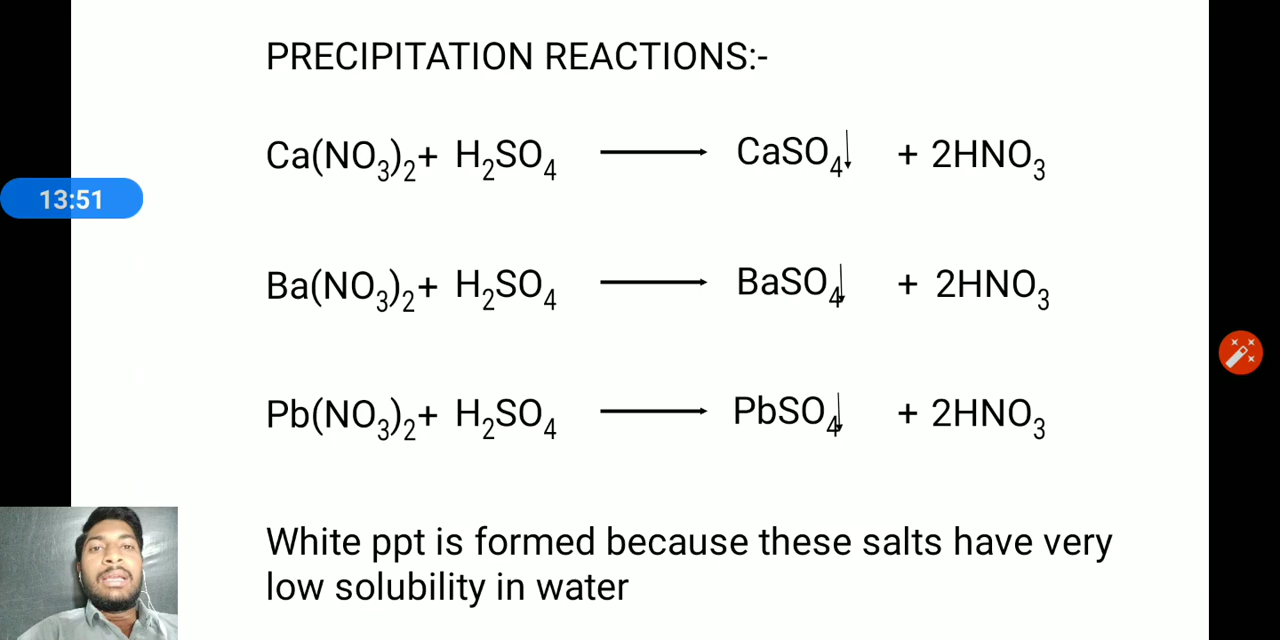 PRECIPITATION REACTIONS:-
Ca(NO₃)₂+ H₂SO₄ ⟶ CaSO₄↓ + 2HNO₃
13:51
Ba(NO₃)₂+ H₂SO₄ ⟶ BaSO₄↓ + 2HNO₃
Pb(NO₃)₂+ H₂SO₄ ⟶ PbSO₄↓ + 2HNO₃
White ppt is formed because these salts have very
low solubility in water